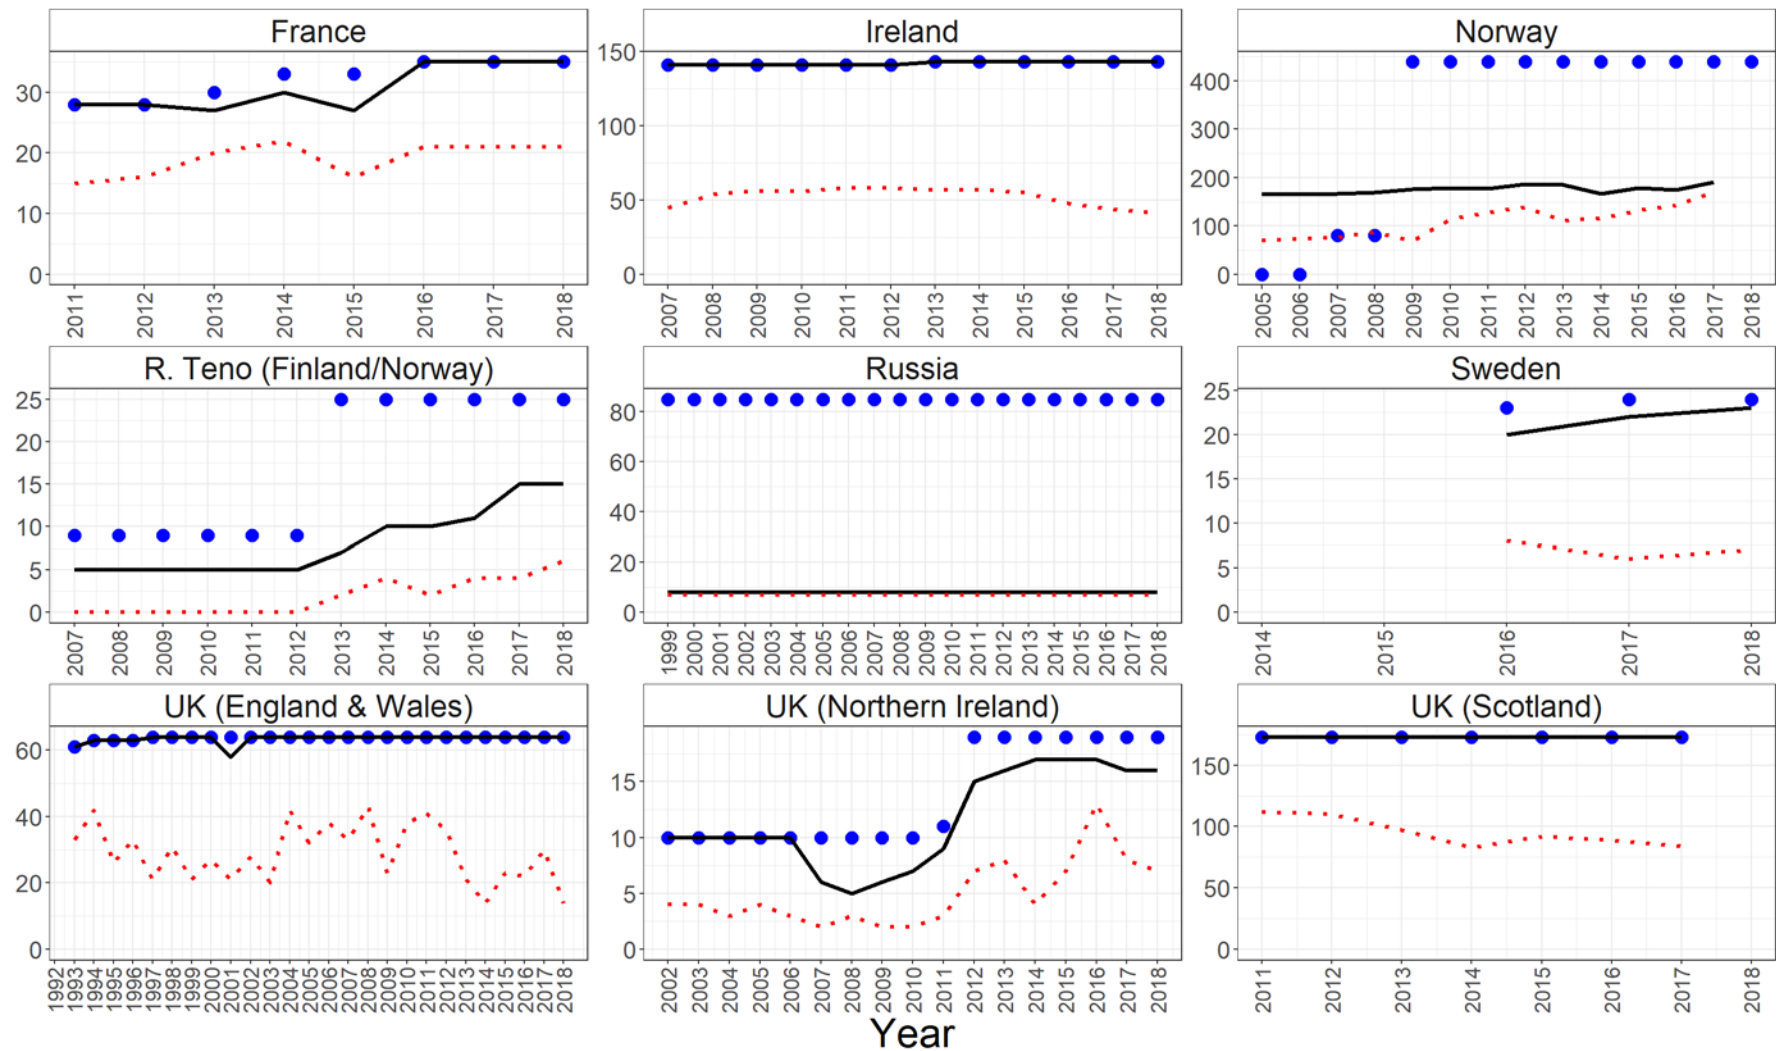 France
30
20
10
0
2011 2012 2013 2014 2015 2016 2017 2018
Ireland
150
100
50
0
2007 2008 2009 2010 2011 2012 2013 2014 2015 2016 2017 2018
Norway
400
300
200
100
0
2005 2006 2007 2008 2009 2010 2011 2012 2013 2014 2015 2016 2017 2018
R. Teno (Finland/Norway)
25
20
15
10
5
0
2007 2008 2009 2010 2011 2012 2013 2014 2015 2016 2017 2018
Russia
80
60
40
20
0
1999 2000 2001 2002 2003 2004 2005 2006 2007 2008 2009 2010 2011 2012 2013 2014 2015 2016 2017 2018
Sweden
25
20
15
10
5
0
2014 2015 2016 2017 2018
UK (England & Wales)
60
40
20
0
1992 1993 1994 1995 1996 1997 1998 1999 2000 2001 2002 2003 2004 2005 2006 2007 2008 2009 2010 2011 2012 2013 2014 2015 2016 2017 2018
UK (Northern Ireland)
15
10
5
0
2002 2003 2004 2005 2006 2007 2008 2009 2010 2011 2012 2013 2014 2015 2016 2017 2018
UK (Scotland)
150
100
50
0
2011 2012 2013 2014 2015 2016 2017 2018
Year